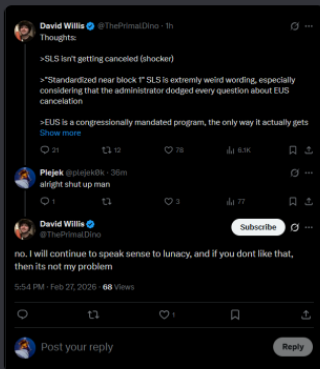 David Willis @ThePrimalDino · 1h
Thoughts:
>SLS isn't getting canceled (shocker)
>"Standardized near block 1" SLS is extremely weird wording, especially
considering that the administrator dodged every question about EUS
cancelation
>EUS is a congressionally mandated program, the only way it actually gets
Show more
21 12 78 8.1K
Plejek @plejek0k · 36m
alright shut up man
1 3 77
David Willis
@ThePrimalDino
Subscribe
no. I will continue to speak sense to lunacy, and if you dont like that,
then its not my problem
5:54 PM · Feb 27, 2026 · 68 Views
1
Post your reply
Reply